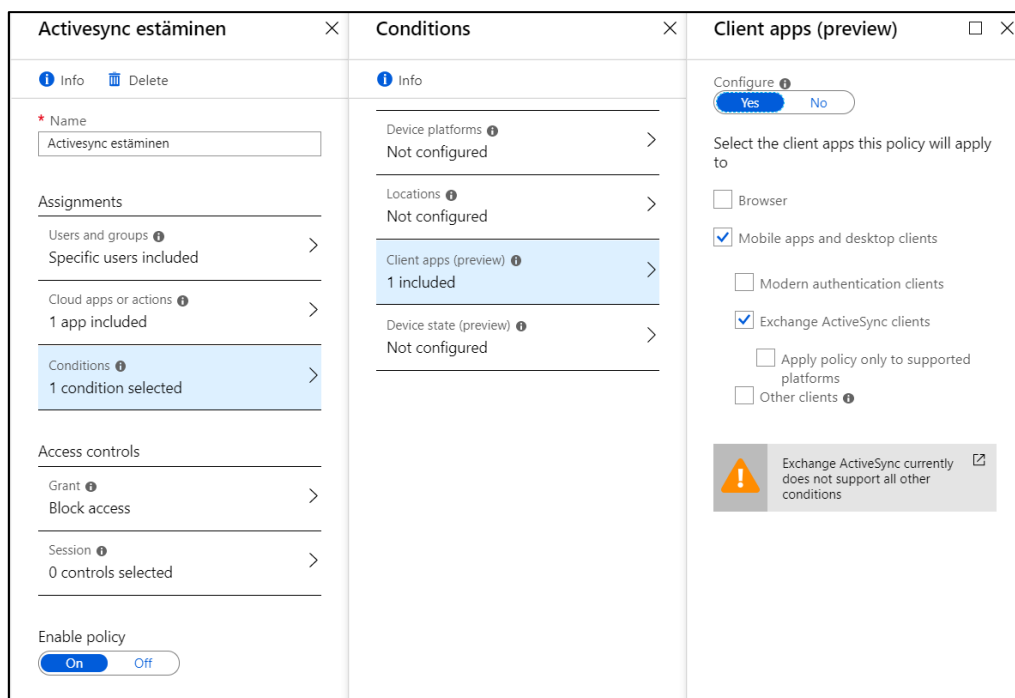 Activesync estäminen
Info Delete
* Name
Activesync estäminen
Assignments
Users and groups
Specific users included
Cloud apps or actions
1 app included
Conditions
1 condition selected
Access controls
Grant
Block access
Session
0 controls selected
Enable policy
On Off
Conditions
Info
Device platforms
Not configured
Locations
Not configured
Client apps (preview)
1 included
Device state (preview)
Not configured
Client apps (preview)
Configure
Yes No
Select the client apps this policy will apply
to
Browser
Mobile apps and desktop clients
Modern authentication clients
Exchange ActiveSync clients
Apply policy only to supported
platforms
Other clients
Exchange ActiveSync currently
does not support all other
conditions